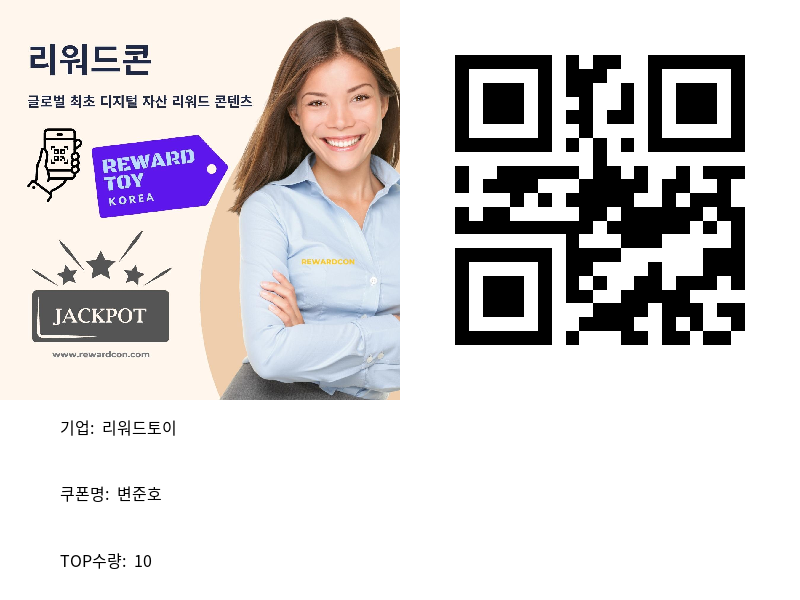 리워드콘
글로벌 최초 디지털 자산 리워드 콘텐츠
REWARD
TOY
KOREA
REWARDCON
JACKPOT
www.rewardcon.com
기업: 리워드토이
쿠폰명: 변준호
TOP수량: 10